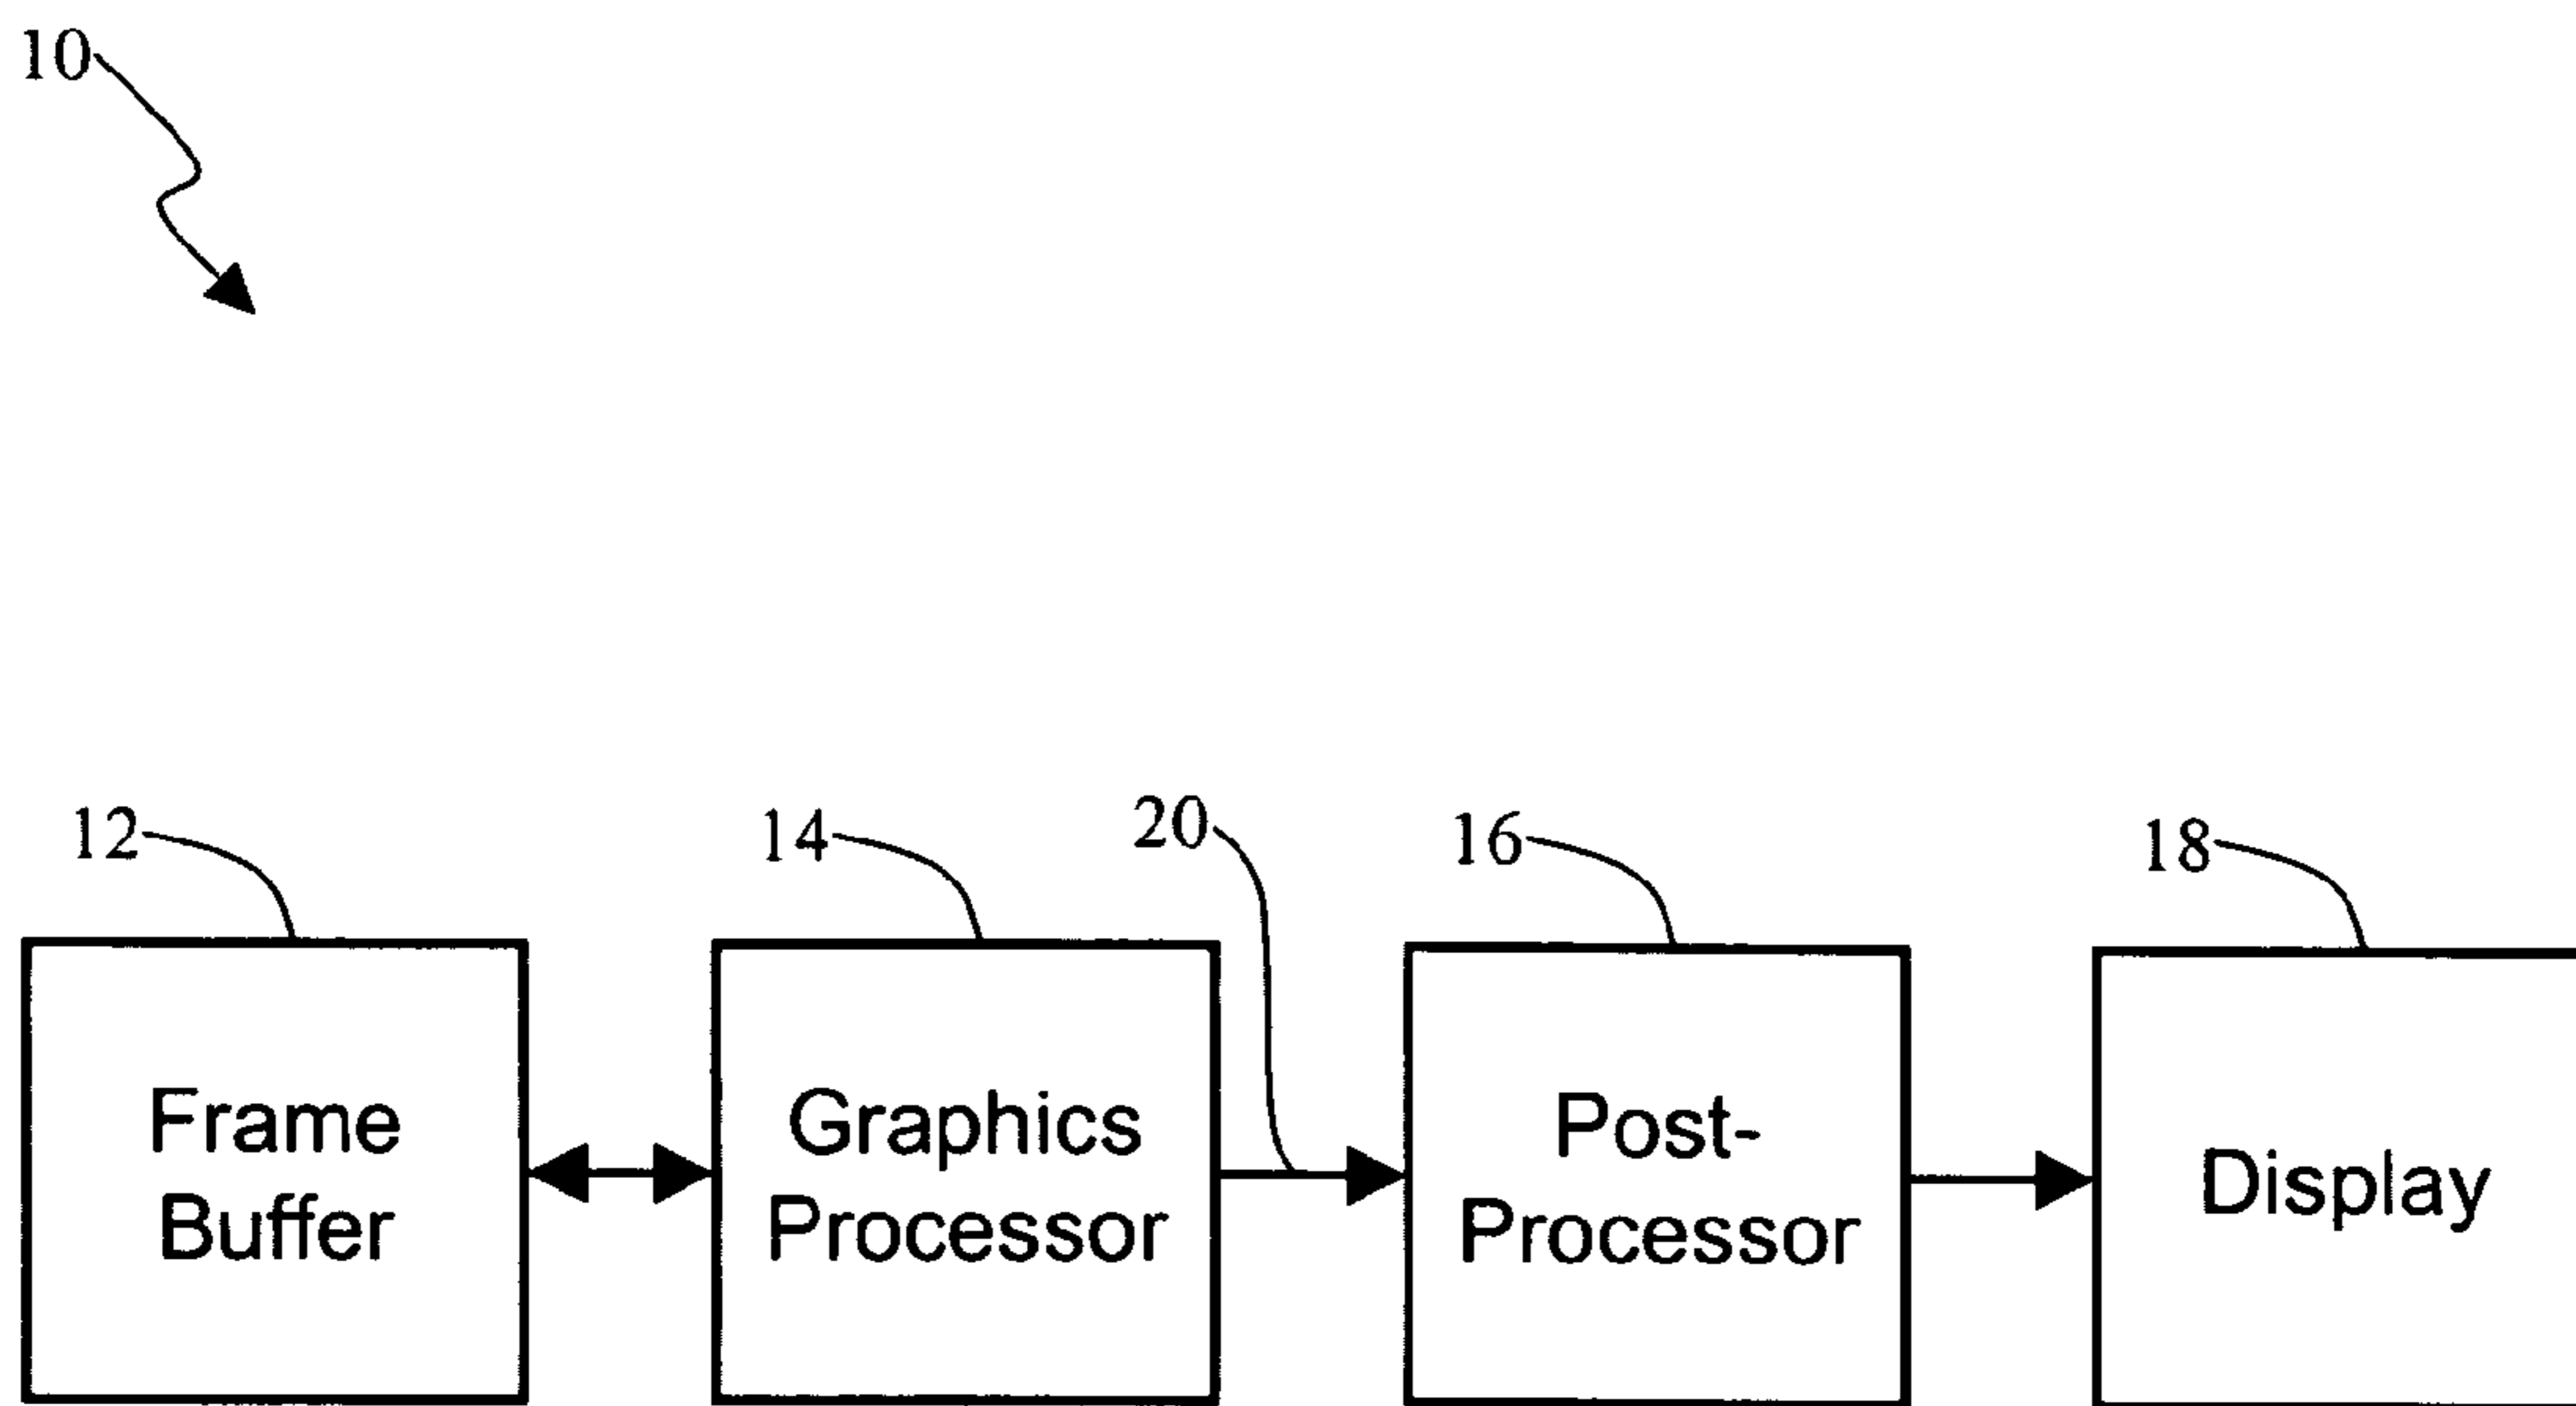 10
12
14
20
16
18
Frame
Buffer
Graphics
Processor
Post-
Processor
Display